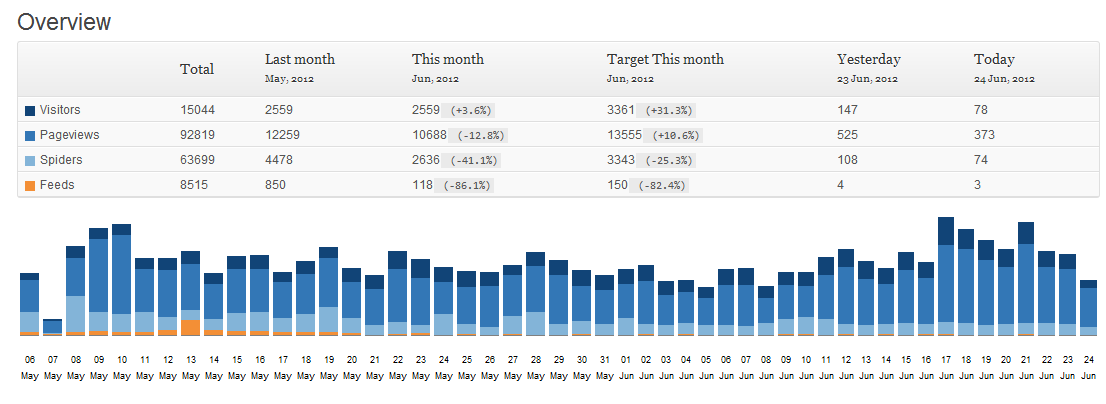 Overview
Total Last month This month Target This month Yesterday Today
May, 2012 Jun, 2012 Jun, 2012 23 Jun, 2012 24 Jun, 2012
Visitors 15044 2559 2559 (+3.6%) 3361 (+31.3%) 147 78
Pageviews 92819 12259 10688 (-12.8%) 13555 (+10.6%) 525 373
Spiders 63699 4478 2636 (-41.1%) 3343 (-25.3%) 108 74
Feeds 8515 850 118 (-86.1%) 150 (-82.4%) 4 3
06 07 08 09 10 11 12 13 14 15 16 17 18 19 20 21 22 23 24 25 26 27 28 29 30 31 01 02 03 04 05 06 07 08 09 10 11 12 13 14 15 16 17 18 19 20 21 22 23 24
May May May May May May May May May May May May May May May May May May May May May May May May May May Jun Jun Jun Jun Jun Jun Jun Jun Jun Jun Jun Jun Jun Jun Jun Jun Jun Jun Jun Jun Jun Jun Jun Jun